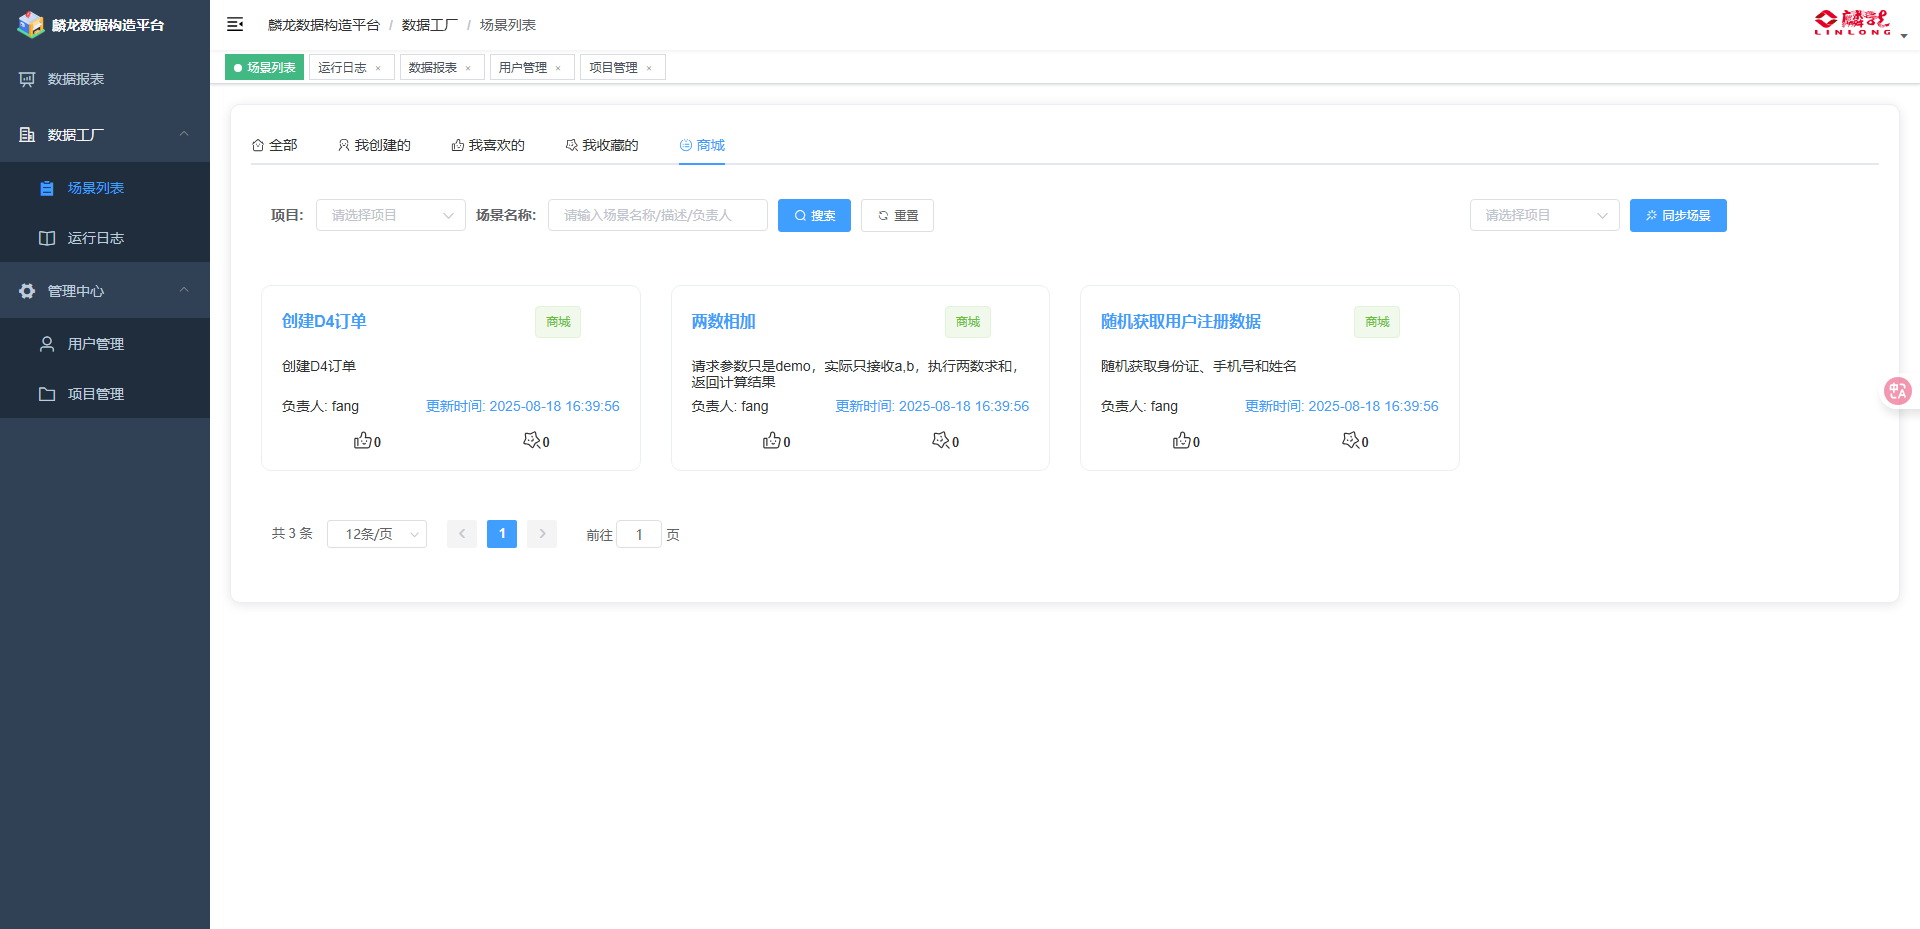 麟龙数据构造平台
数据报表
数据工厂
场景列表
运行日志
管理中心
用户管理
项目管理
麟龙数据构造平台 / 数据工厂 / 场景列表
麟龙
LINLONG
场景列表 运行日志 × 数据报表 × 用户管理 × 项目管理 ×
全部 我创建的 我喜欢的 我收藏的 商城
项目: 请选择项目 场景名称: 请输入场景名称/描述/负责人 搜索 重置 请选择项目 同步场景
创建D4订单 商城
创建D4订单
负责人: fang 更新时间: 2025-08-18 16:39:56
0 0
两数相加 商城
请求参数只是demo，实际只接收a,b，执行两数求和，
返回计算结果
负责人: fang 更新时间: 2025-08-18 16:39:56
0 0
随机获取用户注册数据 商城
随机获取身份证、手机号和姓名
负责人: fang 更新时间: 2025-08-18 16:39:56
0 0
共 3 条 12条/页 1 前往 1 页
中A